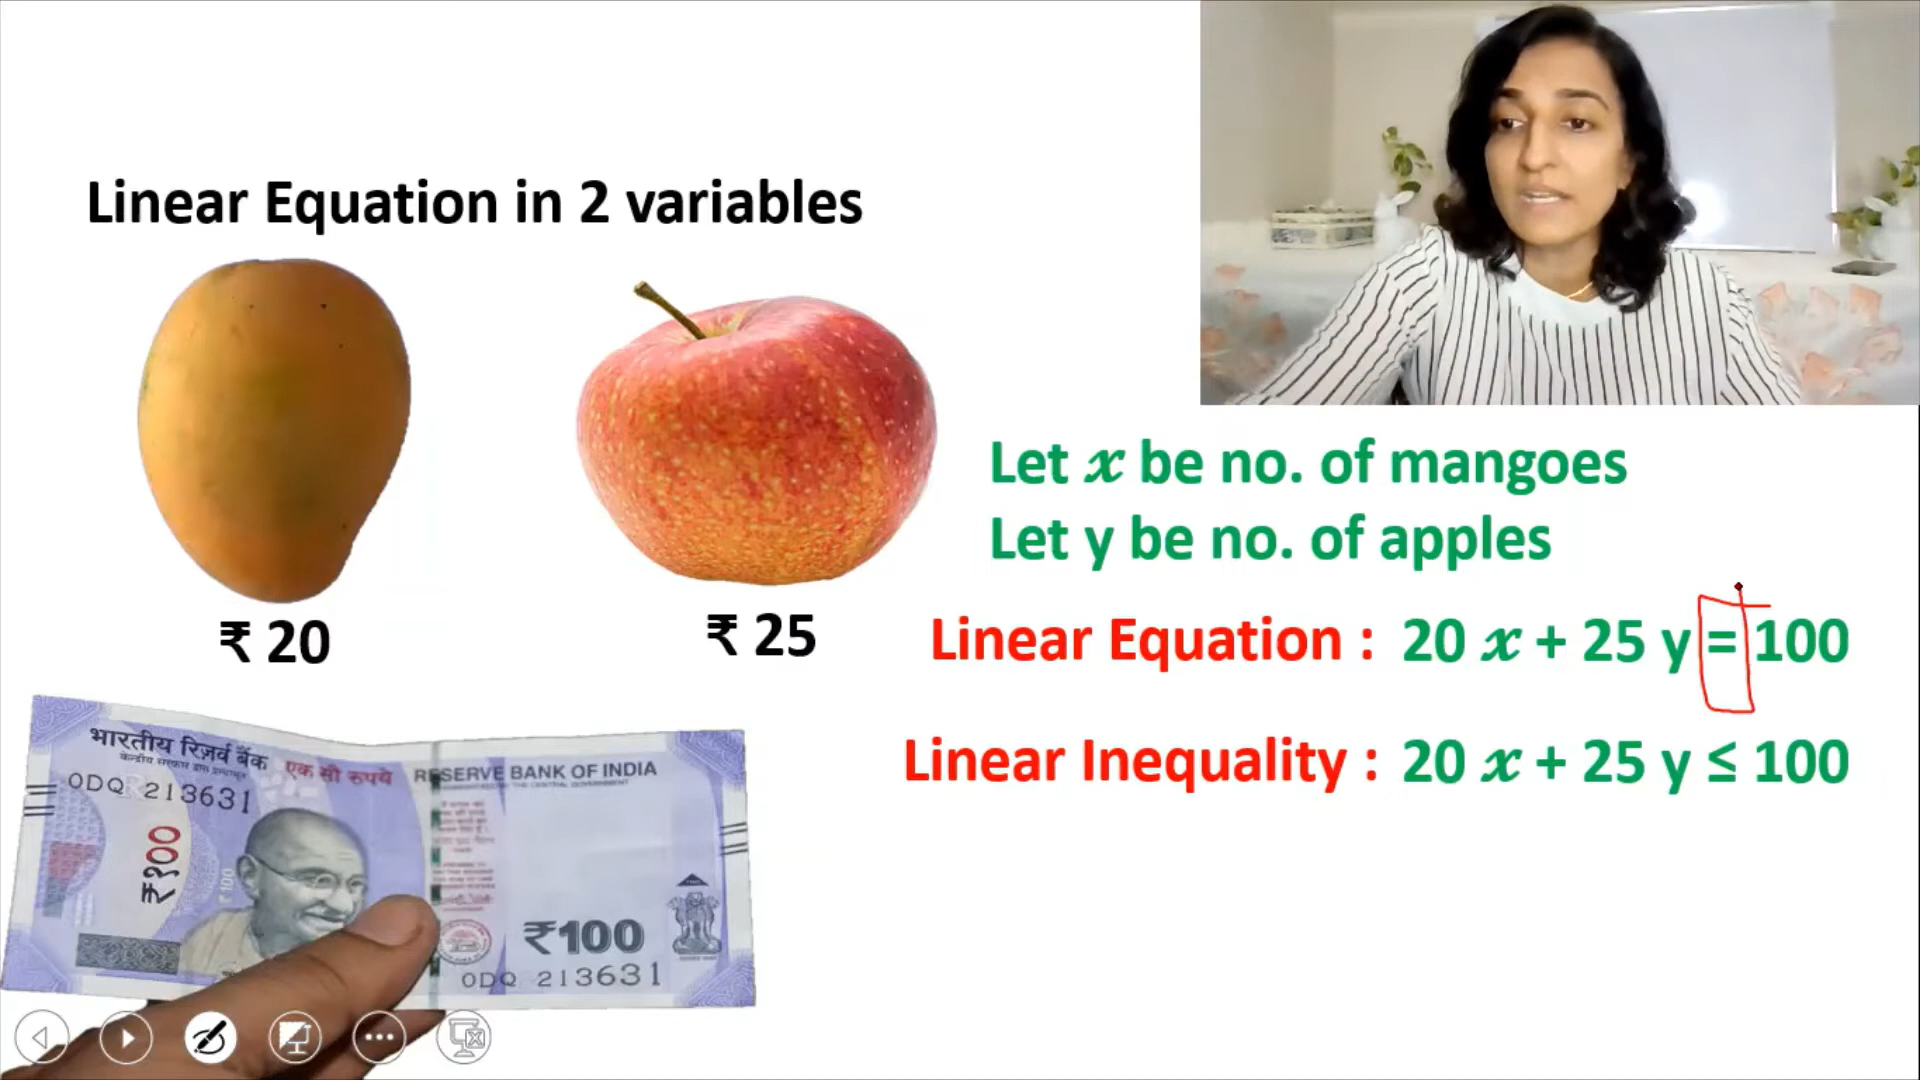 Linear Equation in 2 variables
₹ 20
₹ 25
Let x be no. of mangoes
Let y be no. of apples
Linear Equation : 20 x + 25 y = 100
Linear Inequality : 20 x + 25 y ≤ 100
भारतीय रिज़र्व बैंक
एक सौ रुपये
RESERVE BANK OF INDIA
0DQ 213631
₹१००
₹100
0DQ 213631